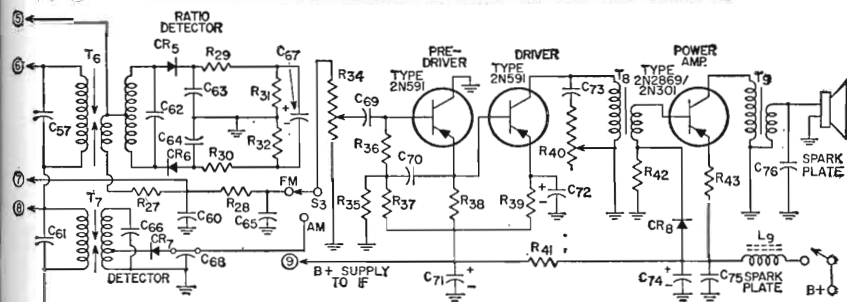 RATIO
DETECTOR
⑤
T6
CR5
R29
C67
PRE-
DRIVER
DRIVER
POWER
AMP.
⑥
TYPE
2N591
TYPE
2N591
TYPE
2N2869/
2N301
T8
T9
R34
C57
C62
C63
R31
+
-
C69
C73
C64
R32
CR6
R30
R36
C70
R40
R42
R43
C76
SPARK
PLATE
⑦
R27
R28
FM
S3
R35
R37
R38
R39
+
-
C72
⑧
T7
C60
C65
AM
CR8
C61
C66
CR7
C68
DETECTOR
⑨
B+ SUPPLY
TO IF
C71
+
-
R41
C74
+
-
C75
SPARK
PLATE
L9
B+